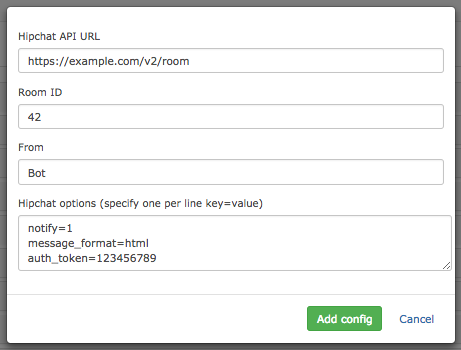 Hipchat API URL
https://example.com/v2/room
Room ID
42
From
Bot
Hipchat options (specify one per line key=value)
notify=1
message_format=html
auth_token=123456789
Add config
Cancel